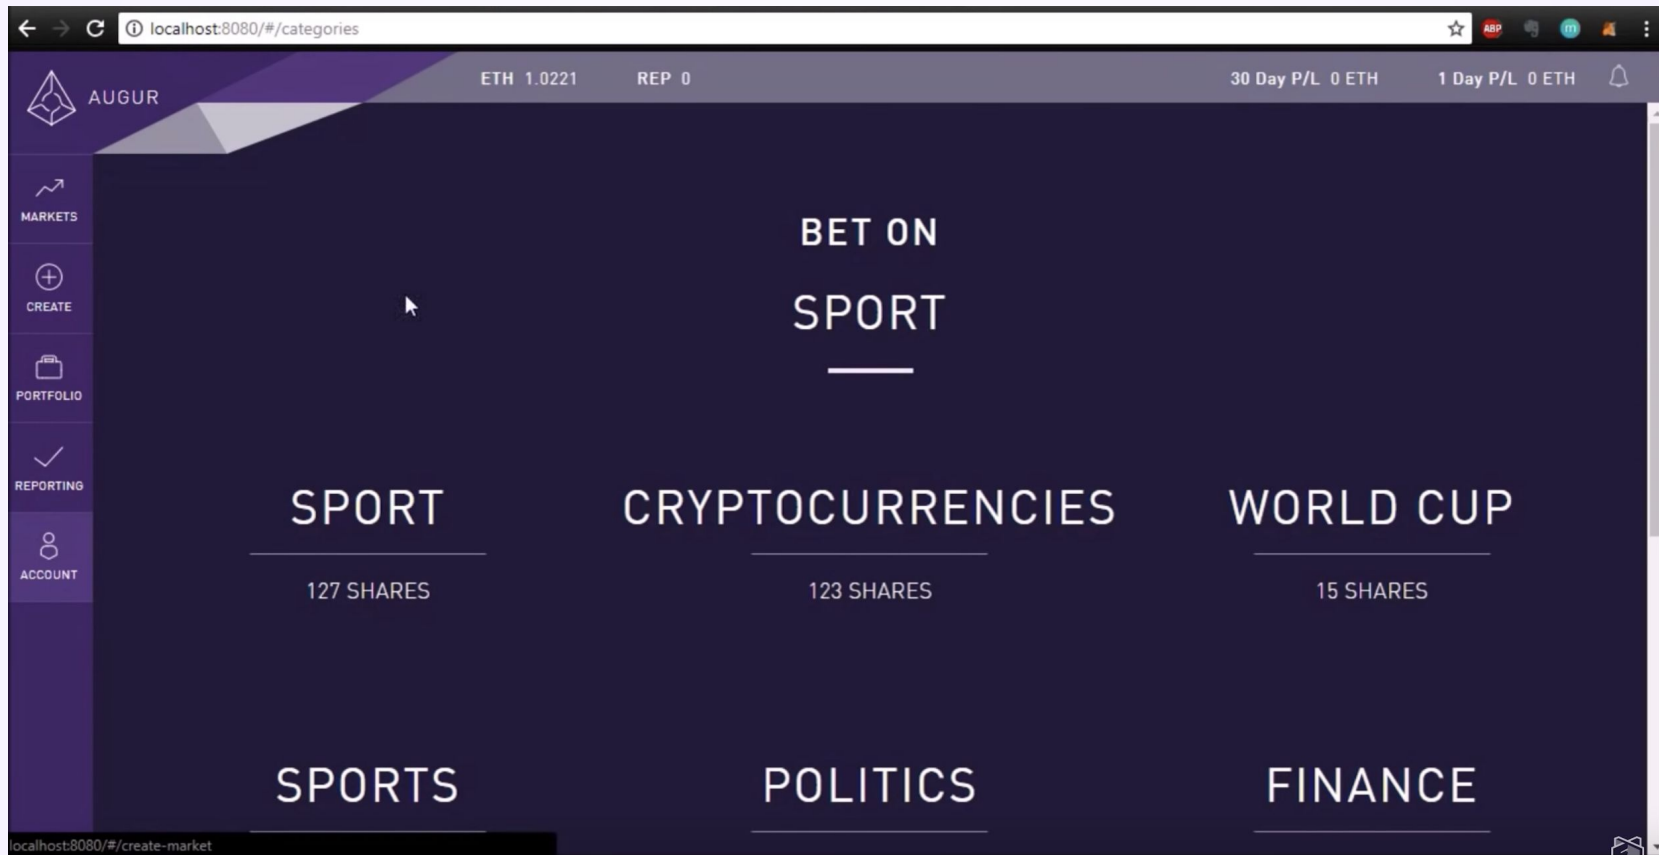 localhost:8080/#/categories
ABP
m
AUGUR
ETH 1.0221 REP 0 30 Day P/L 0 ETH 1 Day P/L 0 ETH
MARKETS
CREATE
PORTFOLIO
REPORTING
ACCOUNT
BET ON
SPORT
SPORT CRYPTOCURRENCIES WORLD CUP
127 SHARES 123 SHARES 15 SHARES
SPORTS POLITICS FINANCE
localhost:8080/#/create-market